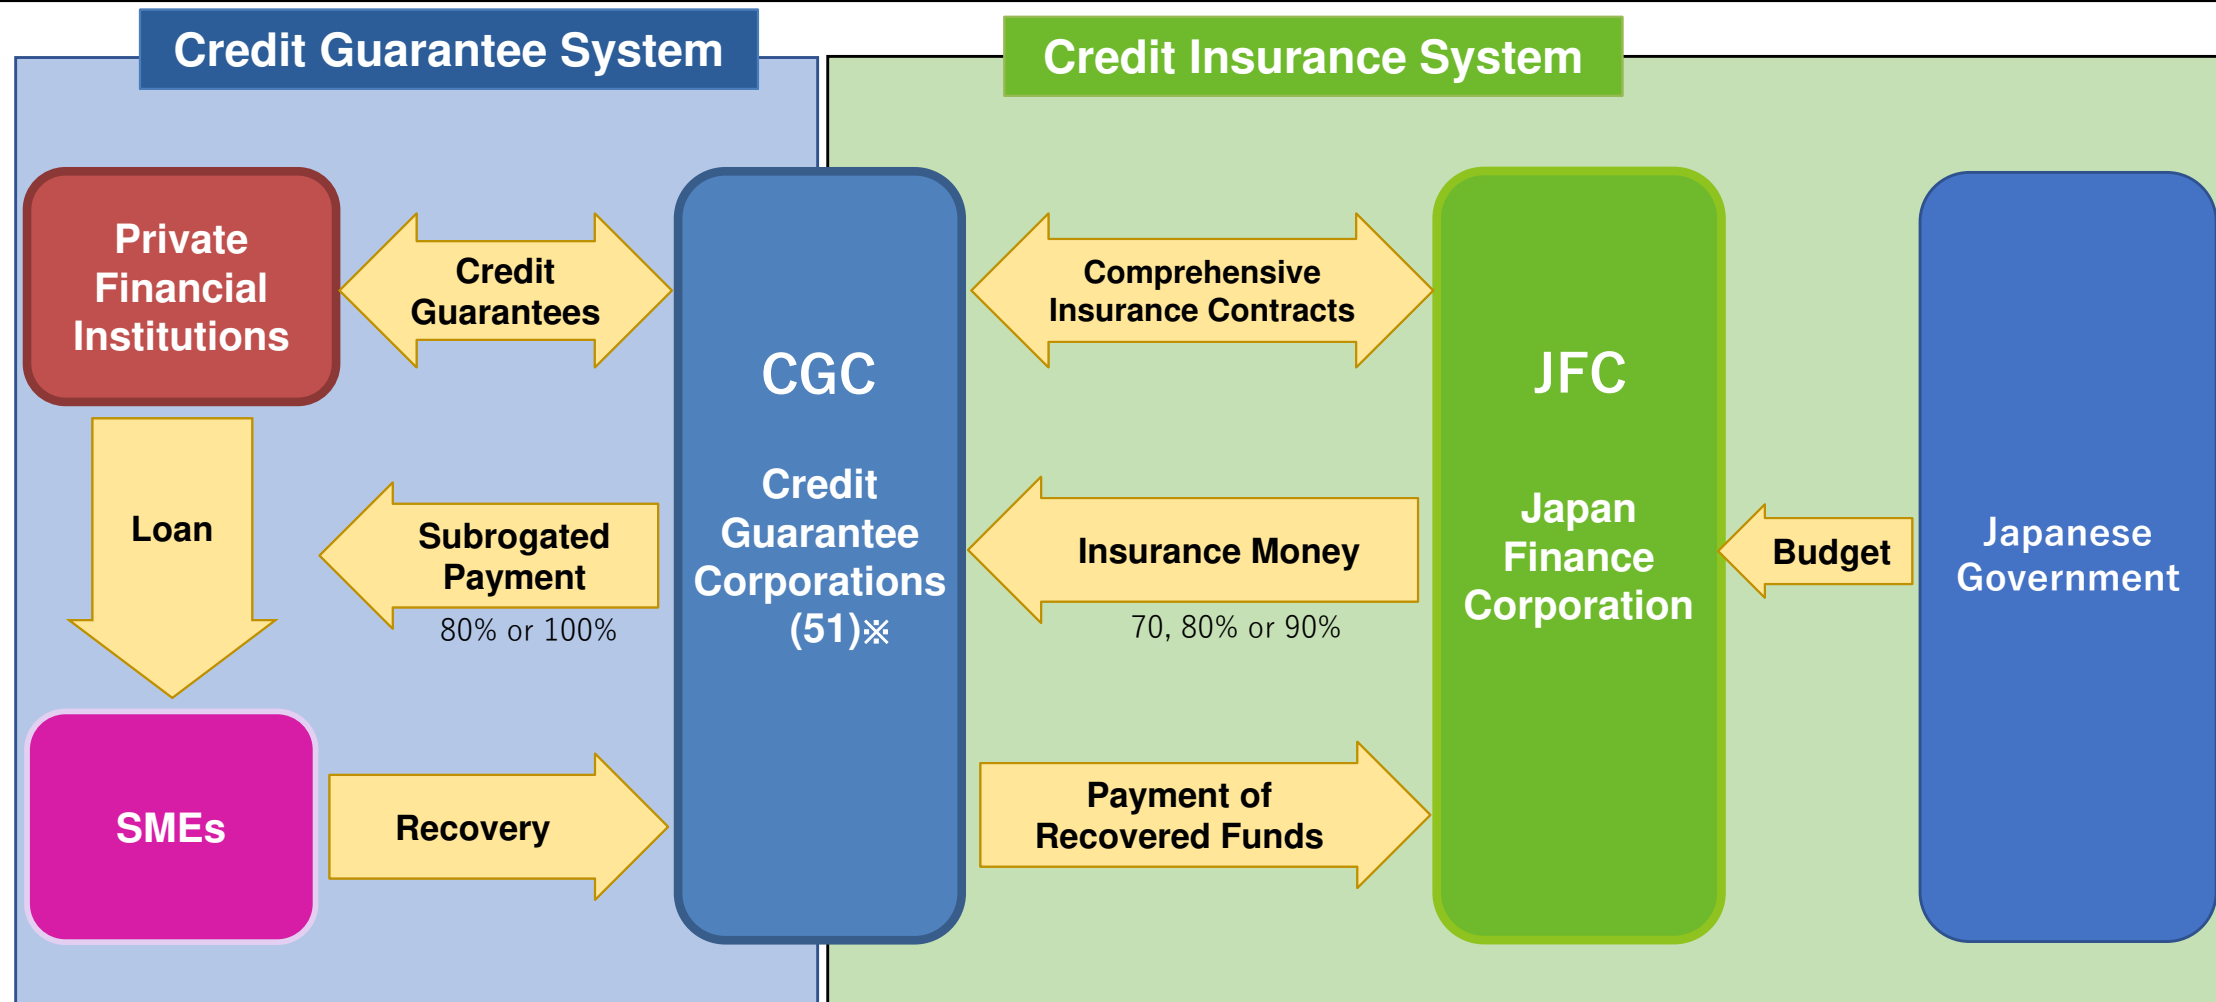 Credit Guarantee System
Credit Insurance System
Private
Financial
Institutions
Credit
Guarantees
CGC
Credit
Guarantee
Corporations
(51)※
Comprehensive
Insurance Contracts
JFC
Japan
Finance
Corporation
Loan
Subrogated
Payment
80% or 100%
Insurance Money
70, 80% or 90%
Budget
Japanese
Government
SMEs
Recovery
Payment of
Recovered Funds